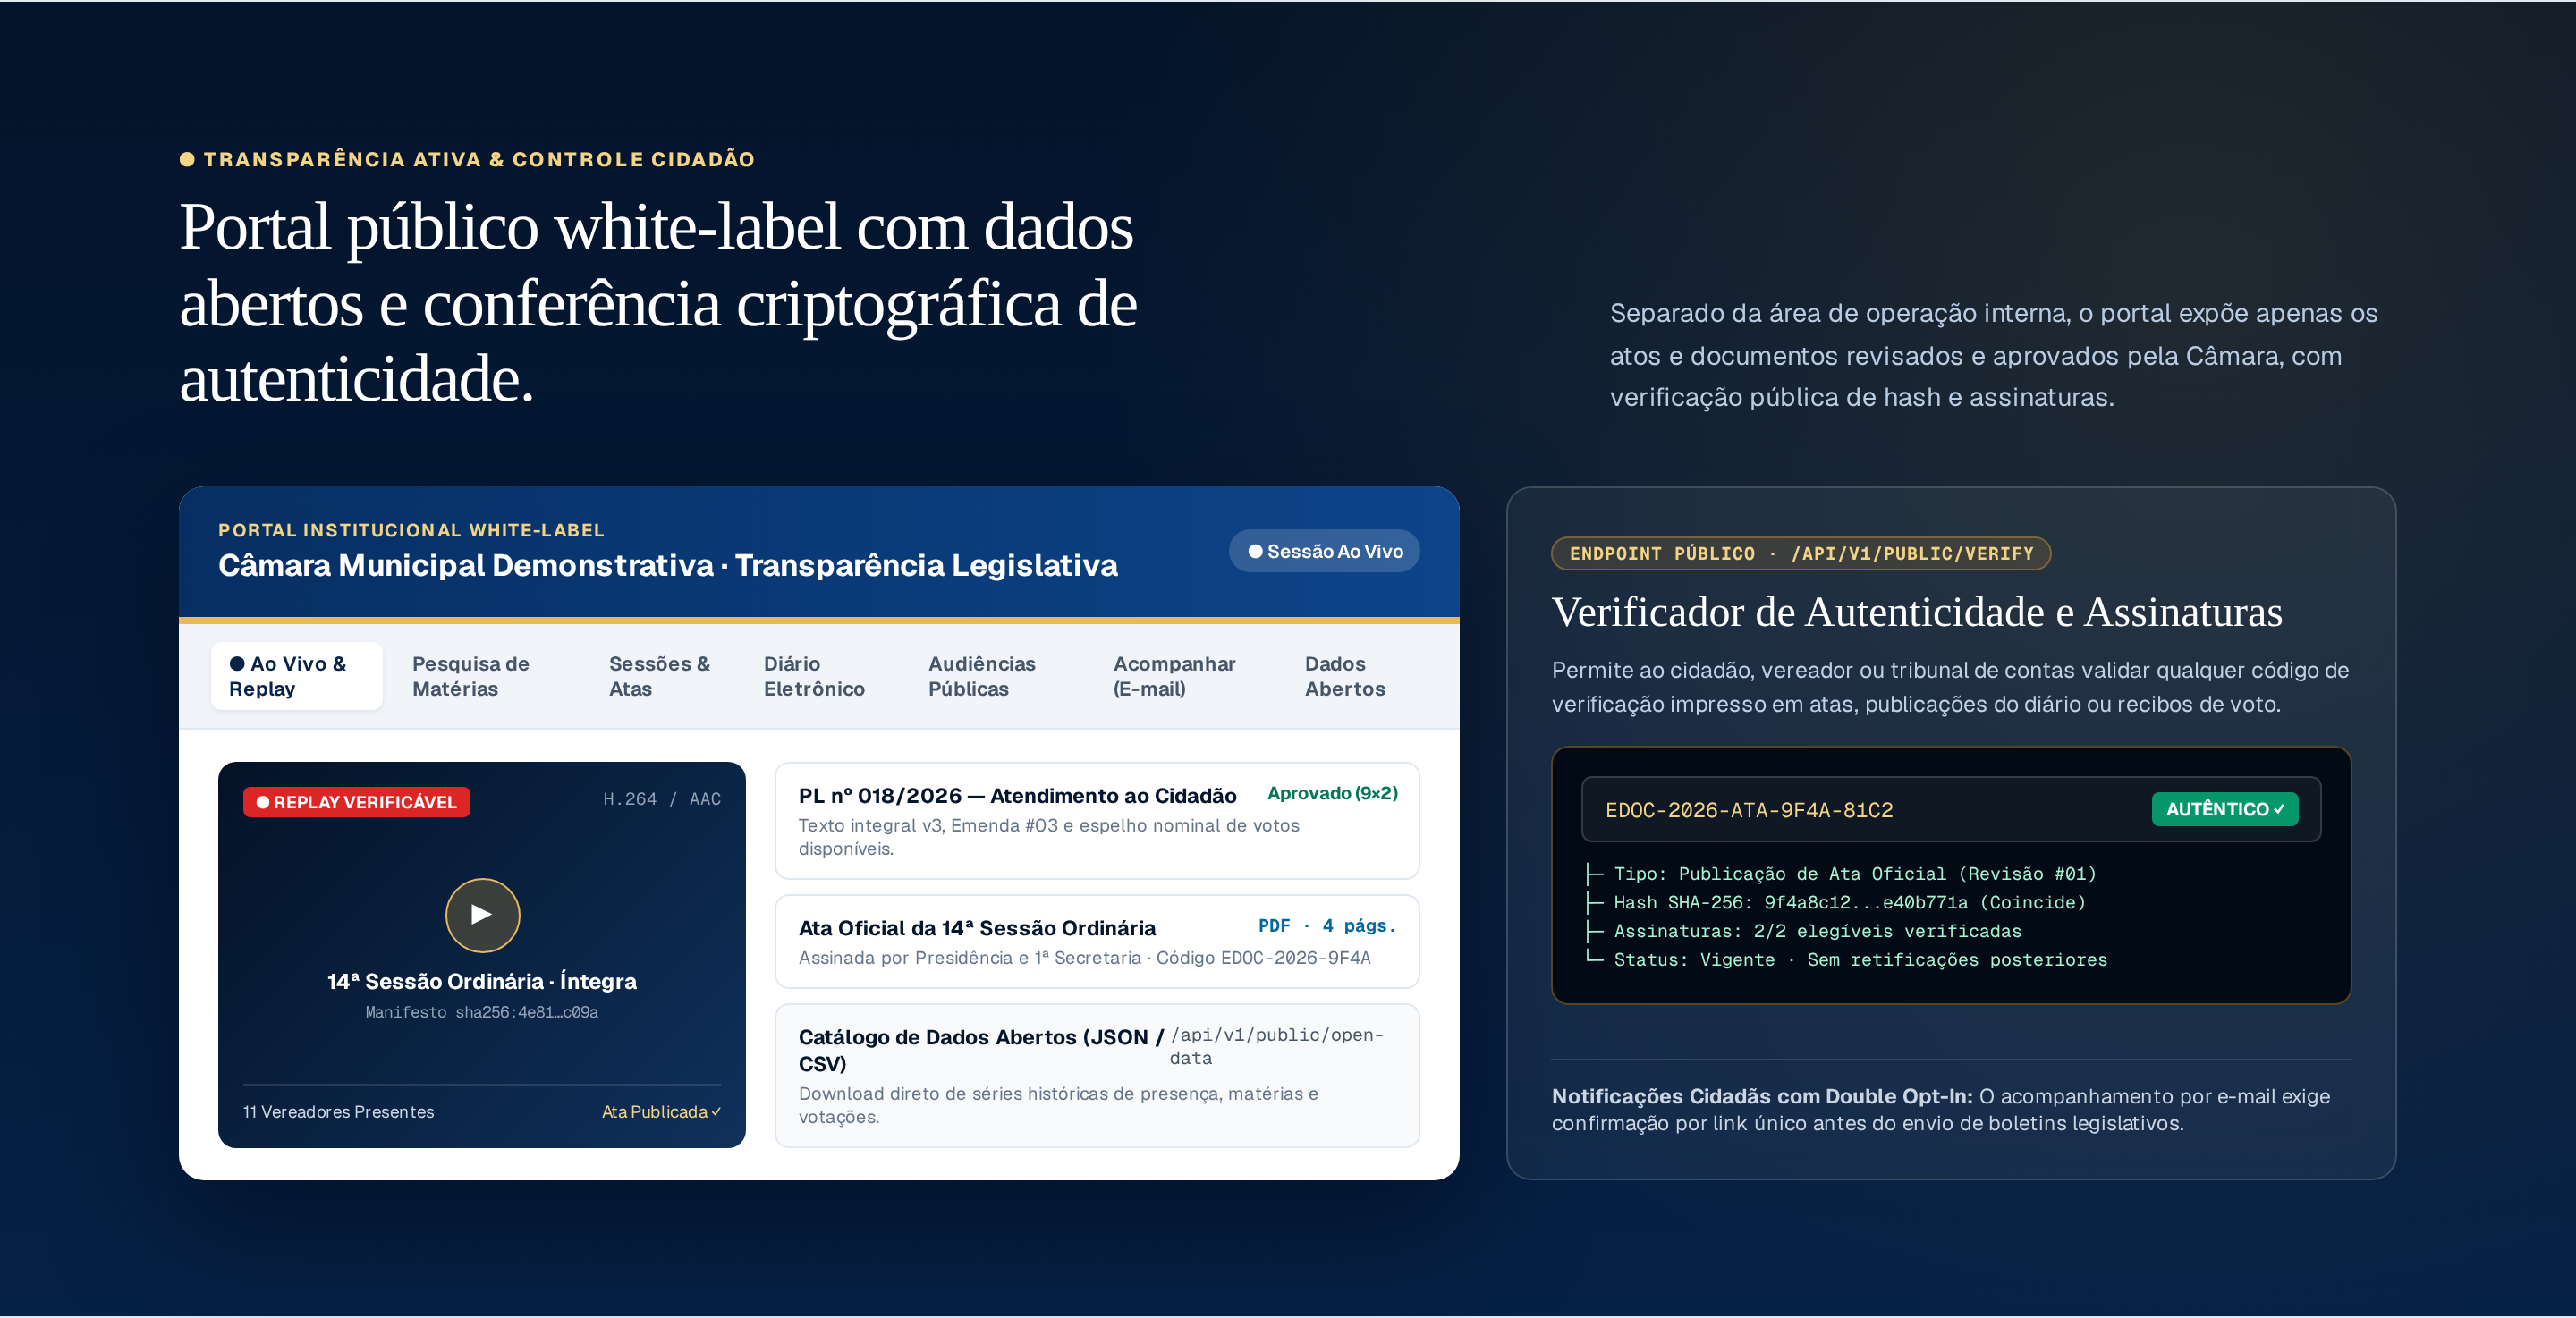 TRANSPARÊNCIA ATIVA & CONTROLE CIDADÃO
Portal público white-label com dados
abertos e conferência criptográfica de
autenticidade.
Separado da área de operação interna, o portal expõe apenas os
atos e documentos revisados e aprovados pela Câmara, com
verificação pública de hash e assinaturas.
PORTAL INSTITUCIONAL WHITE-LABEL
Câmara Municipal Demonstrativa · Transparência Legislativa
Sessão Ao Vivo
Ao Vivo &
Replay
Pesquisa de
Matérias
Sessões &
Atas
Diário
Eletrônico
Audiências
Públicas
Acompanhar
(E-mail)
Dados
Abertos
REPLAY VERIFICÁVEL
H.264 / AAC
14ª Sessão Ordinária · Íntegra
Manifesto sha256:4e81…c09a
11 Vereadores Presentes
Ata Publicada ✓
PL nº 018/2026 — Atendimento ao Cidadão
Aprovado (9×2)
Texto integral v3, Emenda #03 e espelho nominal de votos
disponíveis.
Ata Oficial da 14ª Sessão Ordinária
PDF · 4 págs.
Assinada por Presidência e 1ª Secretaria · Código EDOC-2026-9F4A
Catálogo de Dados Abertos (JSON /
CSV)
/api/v1/public/open-
data
Download direto de séries históricas de presença, matérias e
votações.
ENDPOINT PÚBLICO · /API/V1/PUBLIC/VERIFY
Verificador de Autenticidade e Assinaturas
Permite ao cidadão, vereador ou tribunal de contas validar qualquer código de
verificação impresso em atas, publicações do diário ou recibos de voto.
EDOC-2026-ATA-9F4A-81C2
AUTÊNTICO ✓
├─ Tipo: Publicação de Ata Oficial (Revisão #01)
├─ Hash SHA-256: 9f4a8c12...e40b771a (Coincide)
├─ Assinaturas: 2/2 elegíveis verificadas
└─ Status: Vigente · Sem retificações posteriores
Notificações Cidadãs com Double Opt-In: O acompanhamento por e-mail exige
confirmação por link único antes do envio de boletins legislativos.